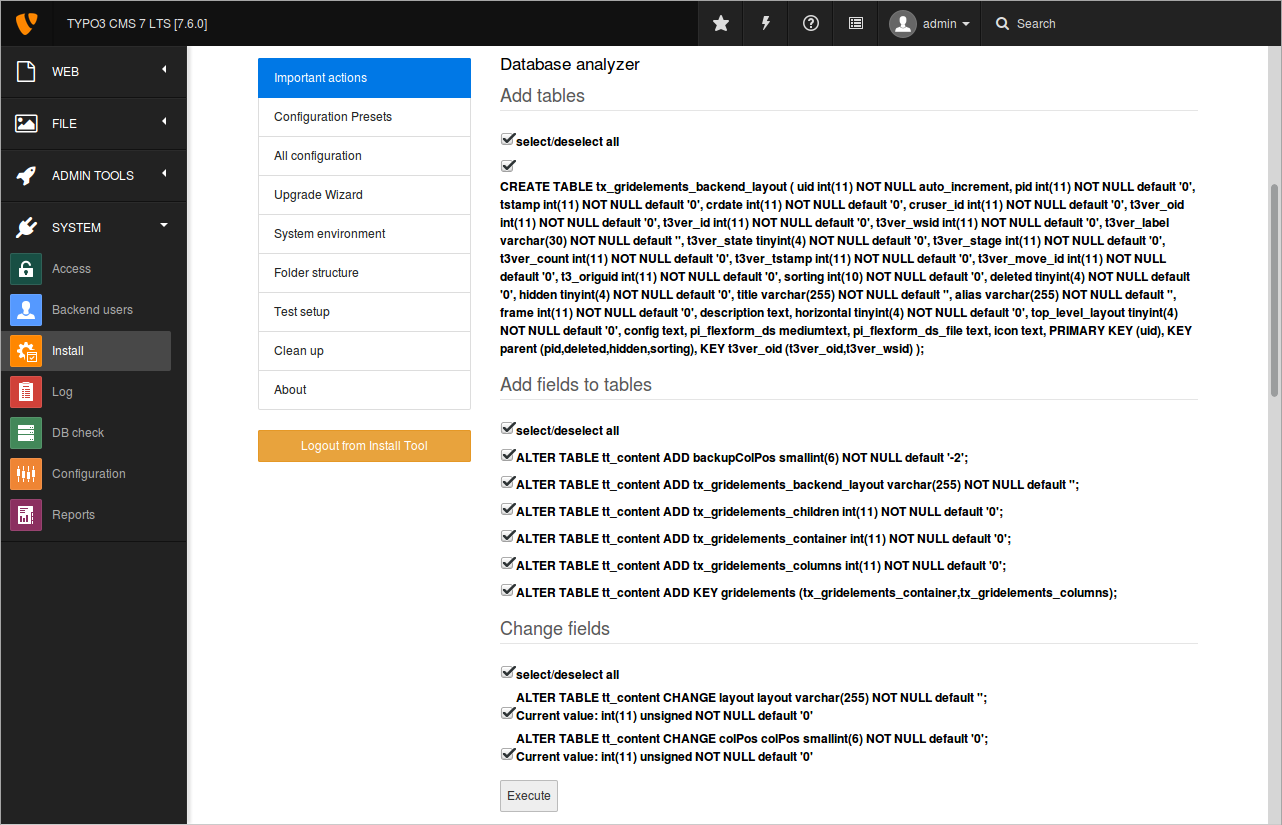 TYPO3 CMS 7 LTS [7.6.0]
admin
Search
WEB
FILE
ADMIN TOOLS
SYSTEM
Access
Backend users
Install
Log
DB check
Configuration
Reports
Important actions
Configuration Presets
All configuration
Upgrade Wizard
System environment
Folder structure
Test setup
Clean up
About
Logout from Install Tool
Database analyzer
Add tables
select/deselect all
CREATE TABLE tx_gridelements_backend_layout ( uid int(11) NOT NULL auto_increment, pid int(11) NOT NULL default '0',
tstamp int(11) NOT NULL default '0', crdate int(11) NOT NULL default '0', cruser_id int(11) NOT NULL default '0', t3ver_oid
int(11) NOT NULL default '0', t3ver_id int(11) NOT NULL default '0', t3ver_wsid int(11) NOT NULL default '0', t3ver_label
varchar(30) NOT NULL default '', t3ver_state tinyint(4) NOT NULL default '0', t3ver_stage int(11) NOT NULL default '0',
t3ver_count int(11) NOT NULL default '0', t3ver_tstamp int(11) NOT NULL default '0', t3ver_move_id int(11) NOT NULL
default '0', t3_origuid int(11) NOT NULL default '0', sorting int(10) NOT NULL default '0', deleted tinyint(4) NOT NULL default
'0', hidden tinyint(4) NOT NULL default '0', title varchar(255) NOT NULL default '', alias varchar(255) NOT NULL default '',
frame int(11) NOT NULL default '0', description text, horizontal tinyint(4) NOT NULL default '0', top_level_layout tinyint(4)
NOT NULL default '0', config text, pi_flexform_ds mediumtext, pi_flexform_ds_file text, icon text, PRIMARY KEY (uid), KEY
parent (pid,deleted,hidden,sorting), KEY t3ver_oid (t3ver_oid,t3ver_wsid) );
Add fields to tables
select/deselect all
ALTER TABLE tt_content ADD backupColPos smallint(6) NOT NULL default '-2';
ALTER TABLE tt_content ADD tx_gridelements_backend_layout varchar(255) NOT NULL default '';
ALTER TABLE tt_content ADD tx_gridelements_children int(11) NOT NULL default '0';
ALTER TABLE tt_content ADD tx_gridelements_container int(11) NOT NULL default '0';
ALTER TABLE tt_content ADD tx_gridelements_columns int(11) NOT NULL default '0';
ALTER TABLE tt_content ADD KEY gridelements (tx_gridelements_container,tx_gridelements_columns);
Change fields
select/deselect all
ALTER TABLE tt_content CHANGE layout layout varchar(255) NOT NULL default '';
Current value: int(11) unsigned NOT NULL default '0'
ALTER TABLE tt_content CHANGE colPos colPos smallint(6) NOT NULL default '0';
Current value: int(11) unsigned NOT NULL default '0'
Execute